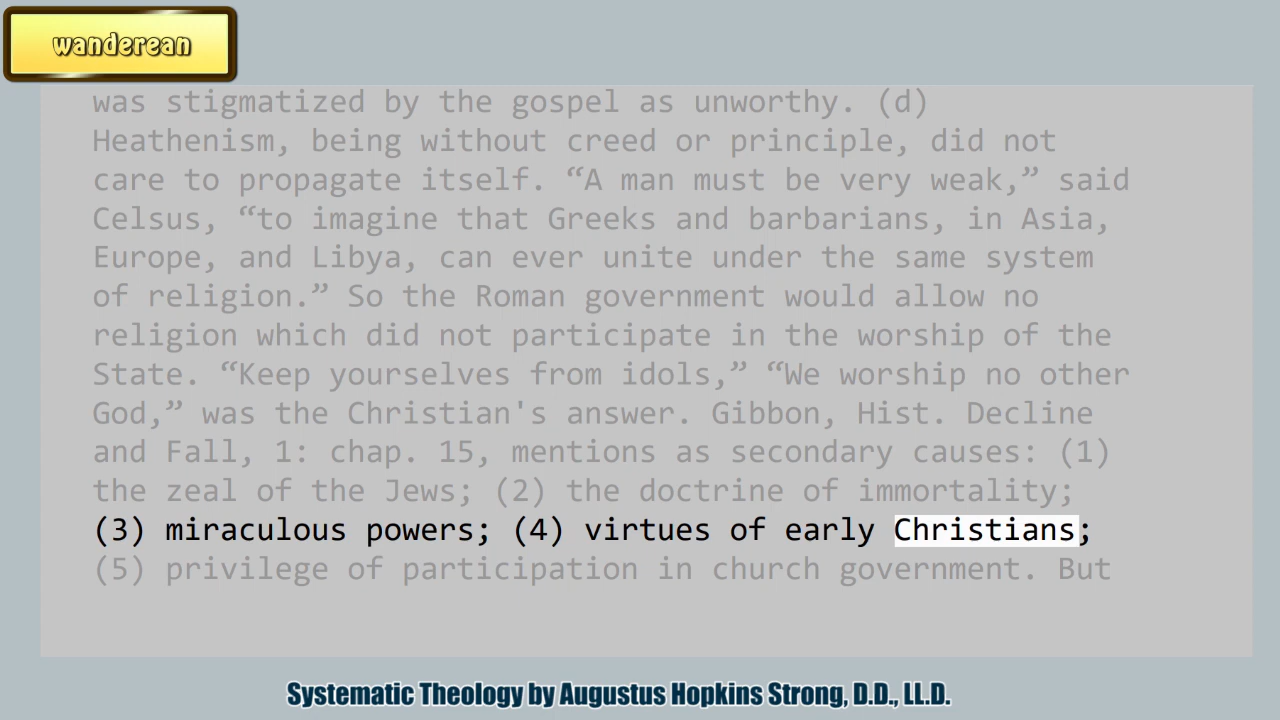 wanderean
was stigmatized by the gospel as unworthy. (d)
Heathenism, being without creed or principle, did not
care to propagate itself. “A man must be very weak,” said
Celsus, “to imagine that Greeks and barbarians, in Asia,
Europe, and Libya, can ever unite under the same system
of religion.” So the Roman government would allow no
religion which did not participate in the worship of the
State. “Keep yourselves from idols,” “We worship no other
God,” was the Christian's answer. Gibbon, Hist. Decline
and Fall, 1: chap. 15, mentions as secondary causes: (1)
the zeal of the Jews; (2) the doctrine of immortality;
(3) miraculous powers; (4) virtues of early Christians;
(5) privilege of participation in church government. But
Systematic Theology by Augustus Hopkins Strong, D.D., LL.D.